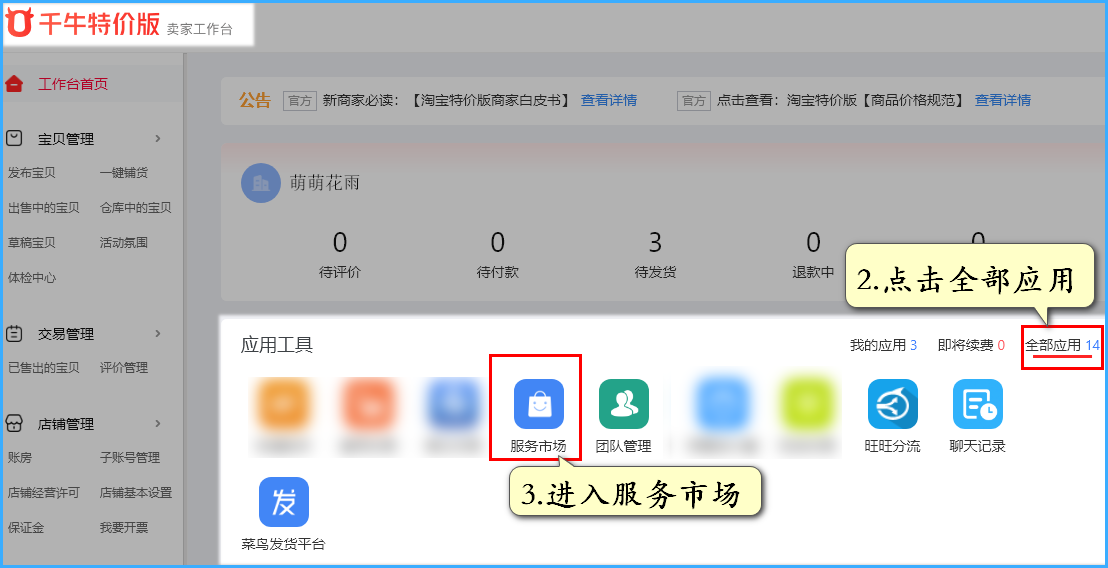 千牛特价版 卖家工作台
工作台首页
公告 官方 新商家必读：【淘宝特价版商家白皮书】 查看详情 官方 点击查看：淘宝特价版【商品价格规范】 查看详情
宝贝管理
发布宝贝 一键铺货
出售中的宝贝 仓库中的宝贝
草稿宝贝 活动氛围
体检中心
交易管理
已售出的宝贝 评价管理
店铺管理
账房 子账号管理
店铺经营许可 店铺基本设置
保证金 我要开票
萌萌花雨
0 0 3 0
待评价 待付款 待发货 退款中
2.点击全部应用
应用工具 我的应用 3 即将续费 0 全部应用 14
服务市场 团队管理 旺旺分流 聊天记录
3.进入服务市场
发
菜鸟发货平台